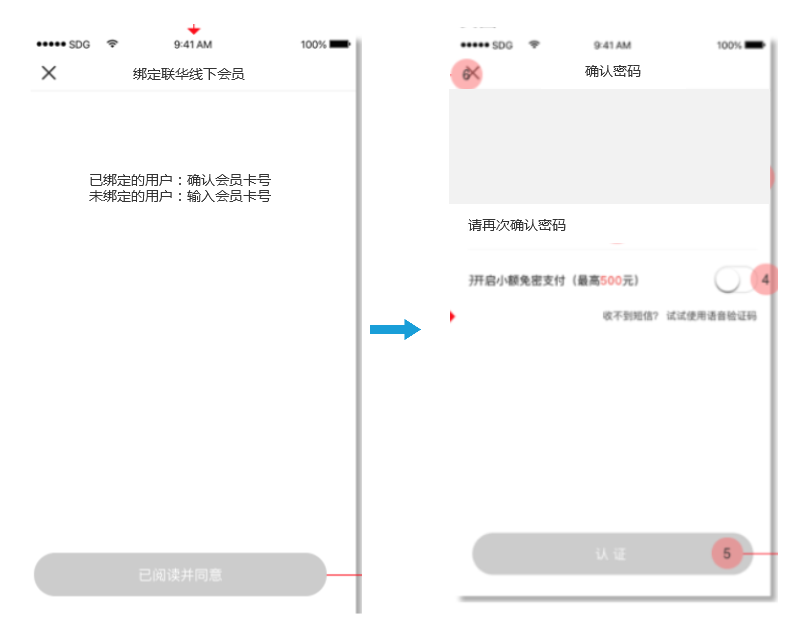 ●●●●● SDG 9:41 AM 100%
绑定联华线下会员
已绑定的用户：确认会员卡号
未绑定的用户：输入会员卡号
已阅读并同意
●●●●● SDG 9:41 AM 100%
6
确认密码
请再次确认密码
开启小额免密支付（最高500元）
4
收不到短信？ 试试使用语音验证码
认 证
5